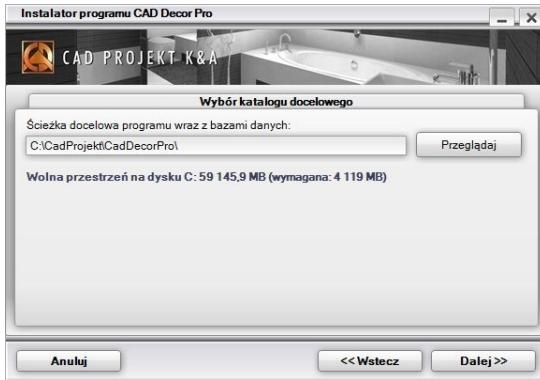 Instalator programu CAD Decor Pro
CAD PROJEKT K&A
Wybór katalogu docelowego
Ścieżka docelowa programu wraz z bazami danych:
C:\CadProjekt\CadDecorPro\
Przeglądaj
Wolna przestrzeń na dysku C: 59 145,9 MB (wymagana: 4 119 MB)
Anuluj
<< Wstecz
Dalej >>